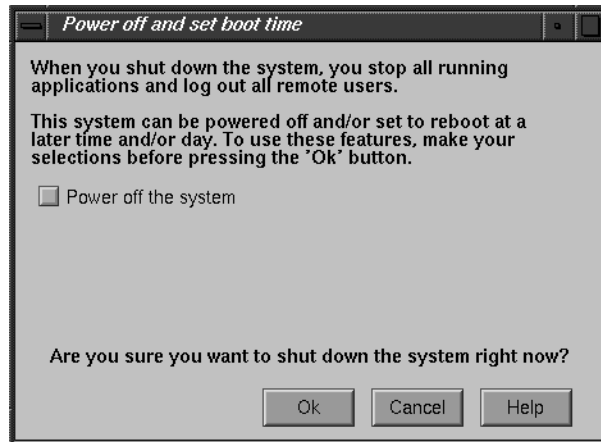 Power off and set boot time
When you shut down the system, you stop all running
applications and log out all remote users.
This system can be powered off and/or set to reboot at a
later time and/or day. To use these features, make your
selections before pressing the 'Ok' button.
Power off the system
Are you sure you want to shut down the system right now?
Ok Cancel Help